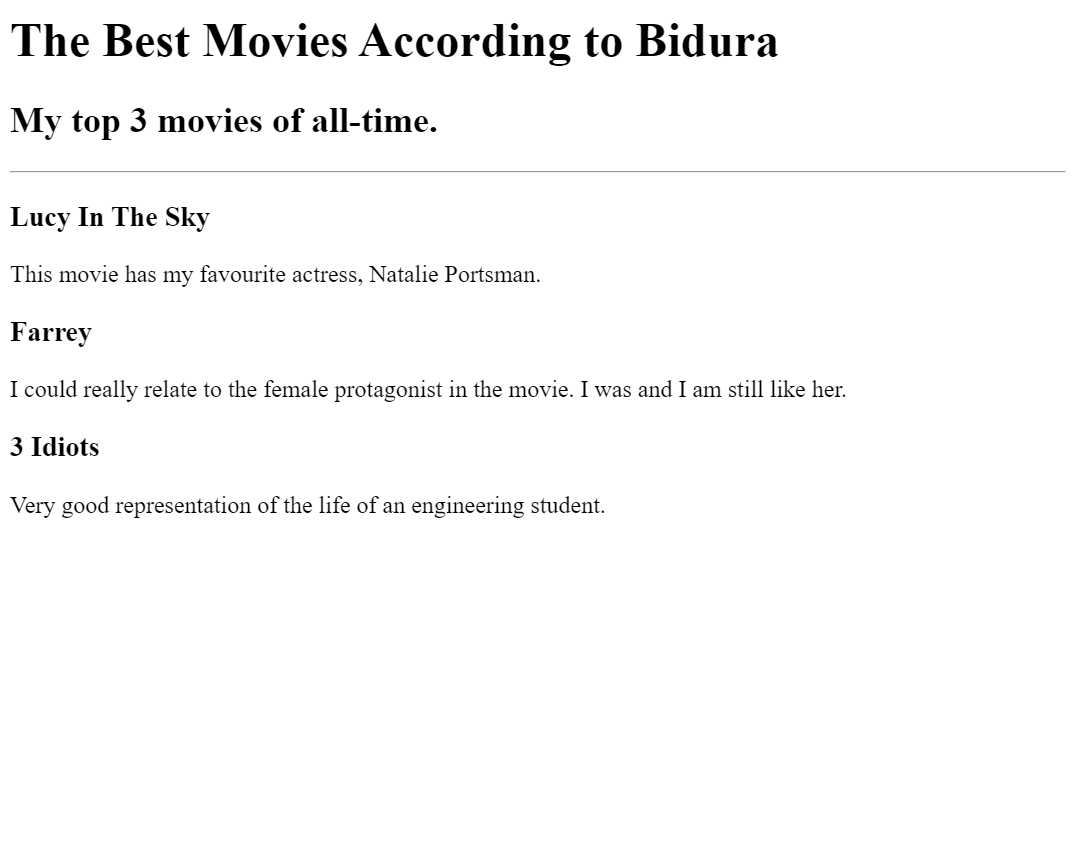 The Best Movies According to Bidura
My top 3 movies of all-time.
Lucy In The Sky
This movie has my favourite actress, Natalie Portsman.
Farrey
I could really relate to the female protagonist in the movie. I was and I am still like her.
3 Idiots
Very good representation of the life of an engineering student.